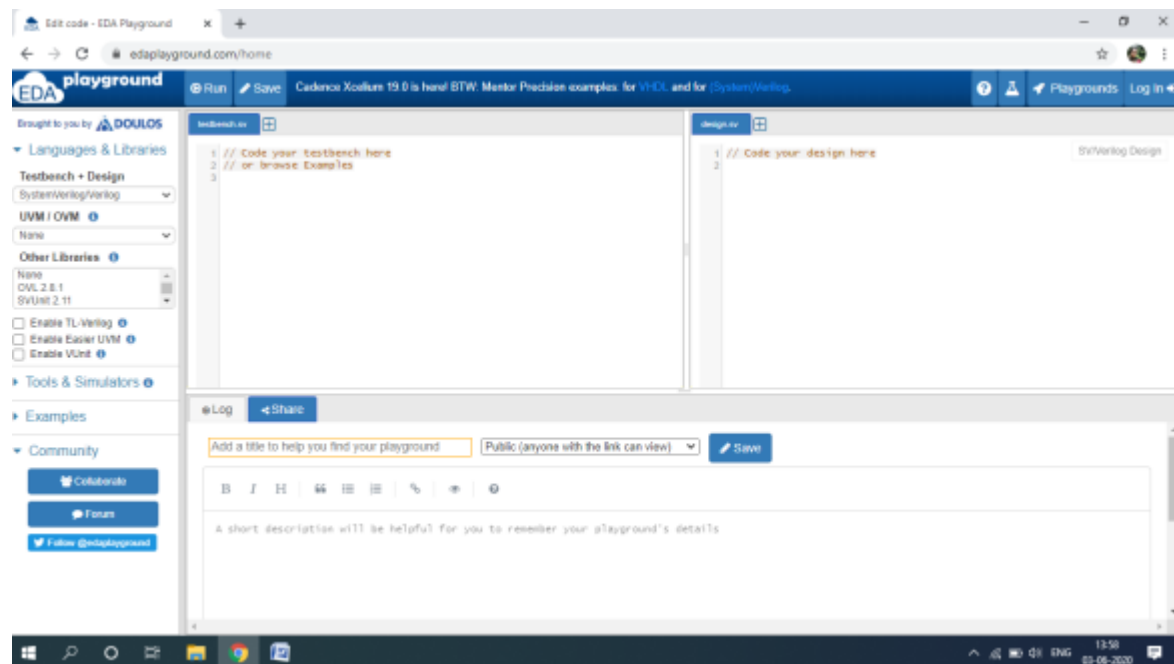 Edit code - EDA Playground
edaplayground.com/home
EDA playground
Run
Save
Cadence Xcelium 19.0 is here! BTW: Mentor Precision examples: for VHDL and for (System)Verilog.
Playgrounds
Log In
Brought to you by DOULOS
Languages & Libraries
Testbench + Design
SystemVerilog/Verilog
UVM / OVM
None
Other Libraries
None
OVL 2.8.1
SVUnit 2.11
Enable TL-Verilog
Enable Easier UVM
Enable VUnit
Tools & Simulators
Examples
Community
Collaborate
Forum
Follow @edaplayground
testbench.sv
1 // Code your testbench here
2 // or browse Examples
3
design.sv
1 // Code your design here
2
SV/Verilog Design
Log
Share
Add a title to help you find your playground
Public (anyone with the link can view)
Save
B I H
A short description will be helpful for you to remember your playground's details
ENG
13:58
03-06-2020